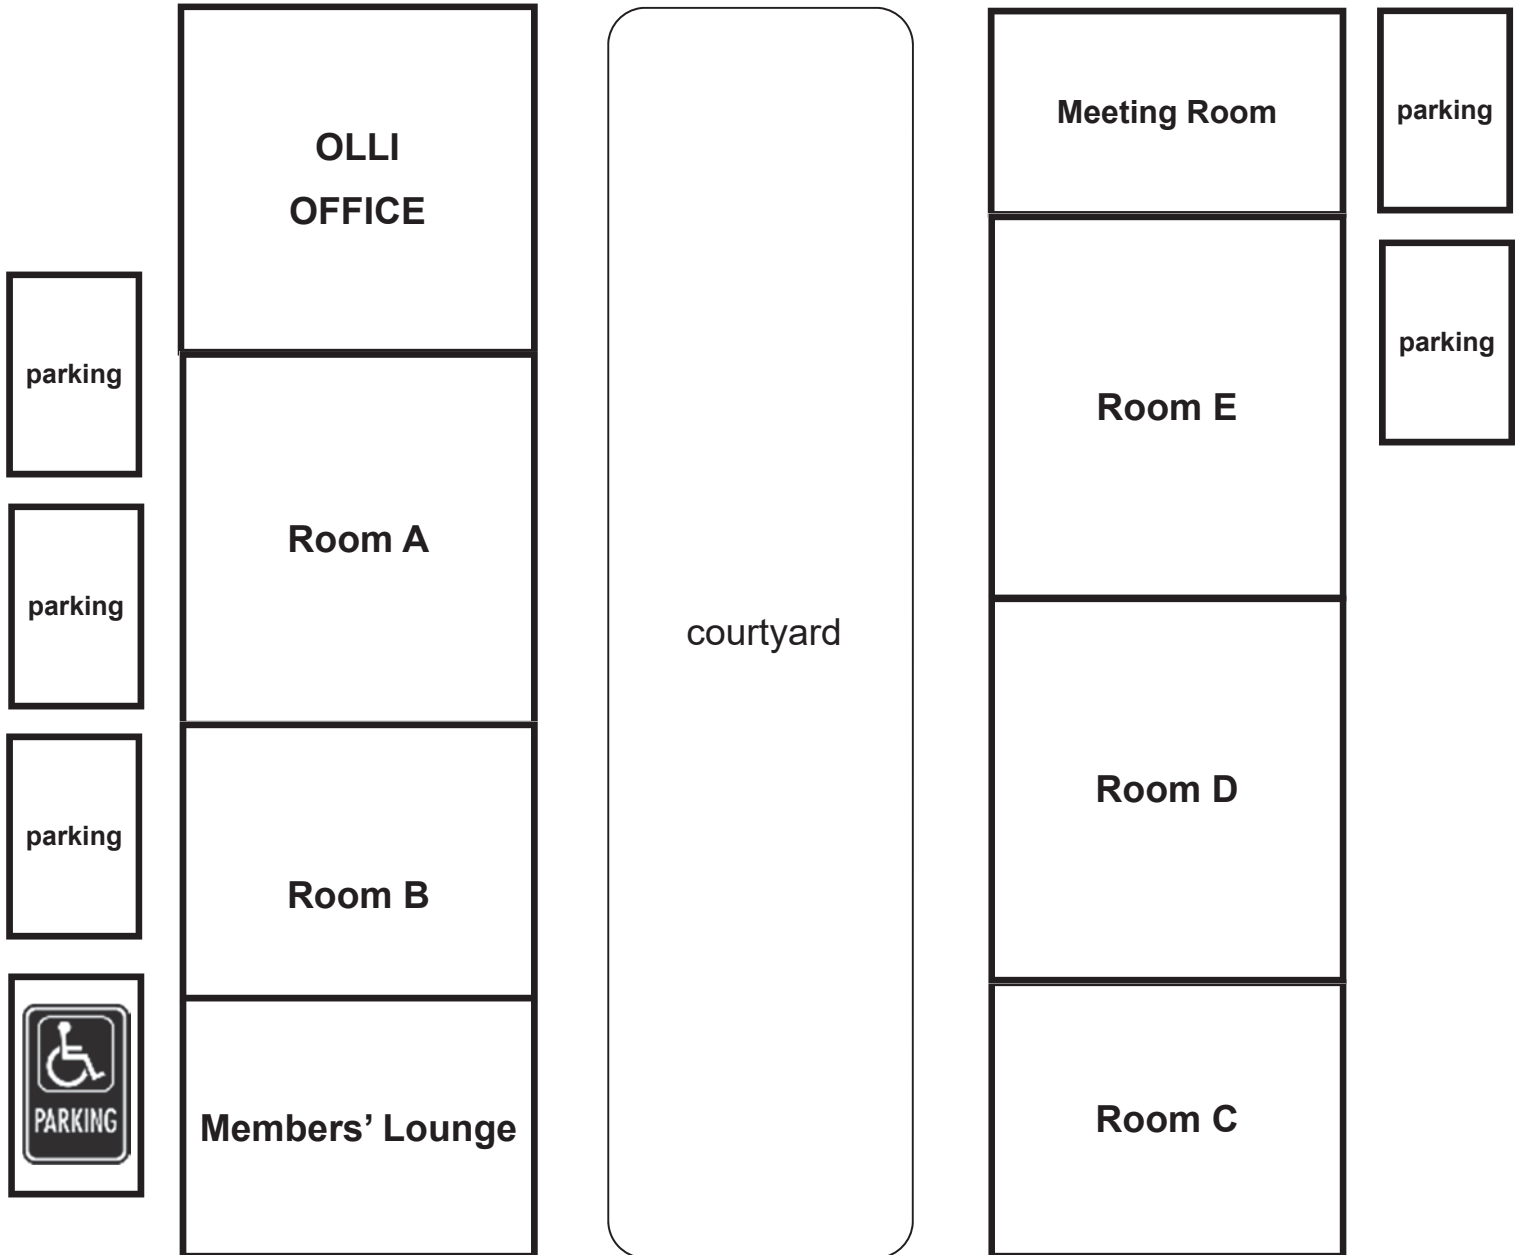 OLLI
OFFICE
Meeting Room
parking
parking
parking
Room E
Room A
parking
courtyard
Room D
parking
Room B
PARKING
Members’ Lounge
Room C